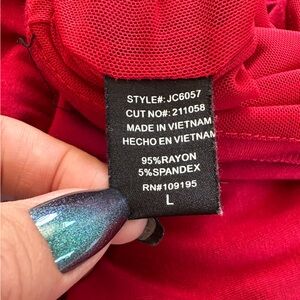 STYLE#: JC6057
CUT NO#: 211058
MADE IN VIETNAM
HECHO EN VIETNAM
95%RAYON
5%SPANDEX
RN#109195
L